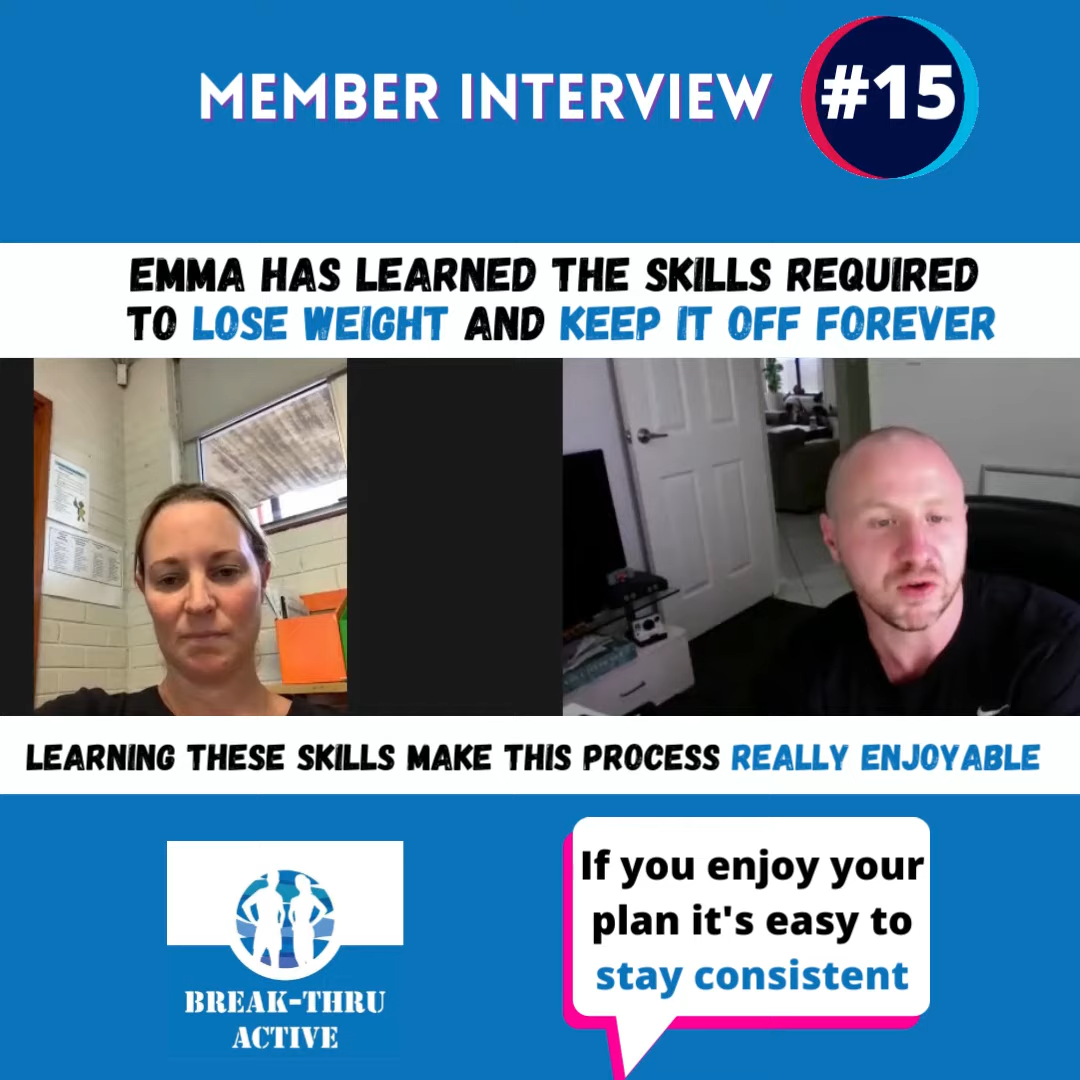 MEMBER INTERVIEW
#15
EMMA HAS LEARNED THE SKILLS REQUIRED
TO LOSE WEIGHT AND KEEP IT OFF FOREVER
LEARNING THESE SKILLS MAKE THIS PROCESS REALLY ENJOYABLE
BREAK-THRU
ACTIVE
If you enjoy your
plan it's easy to
stay consistent